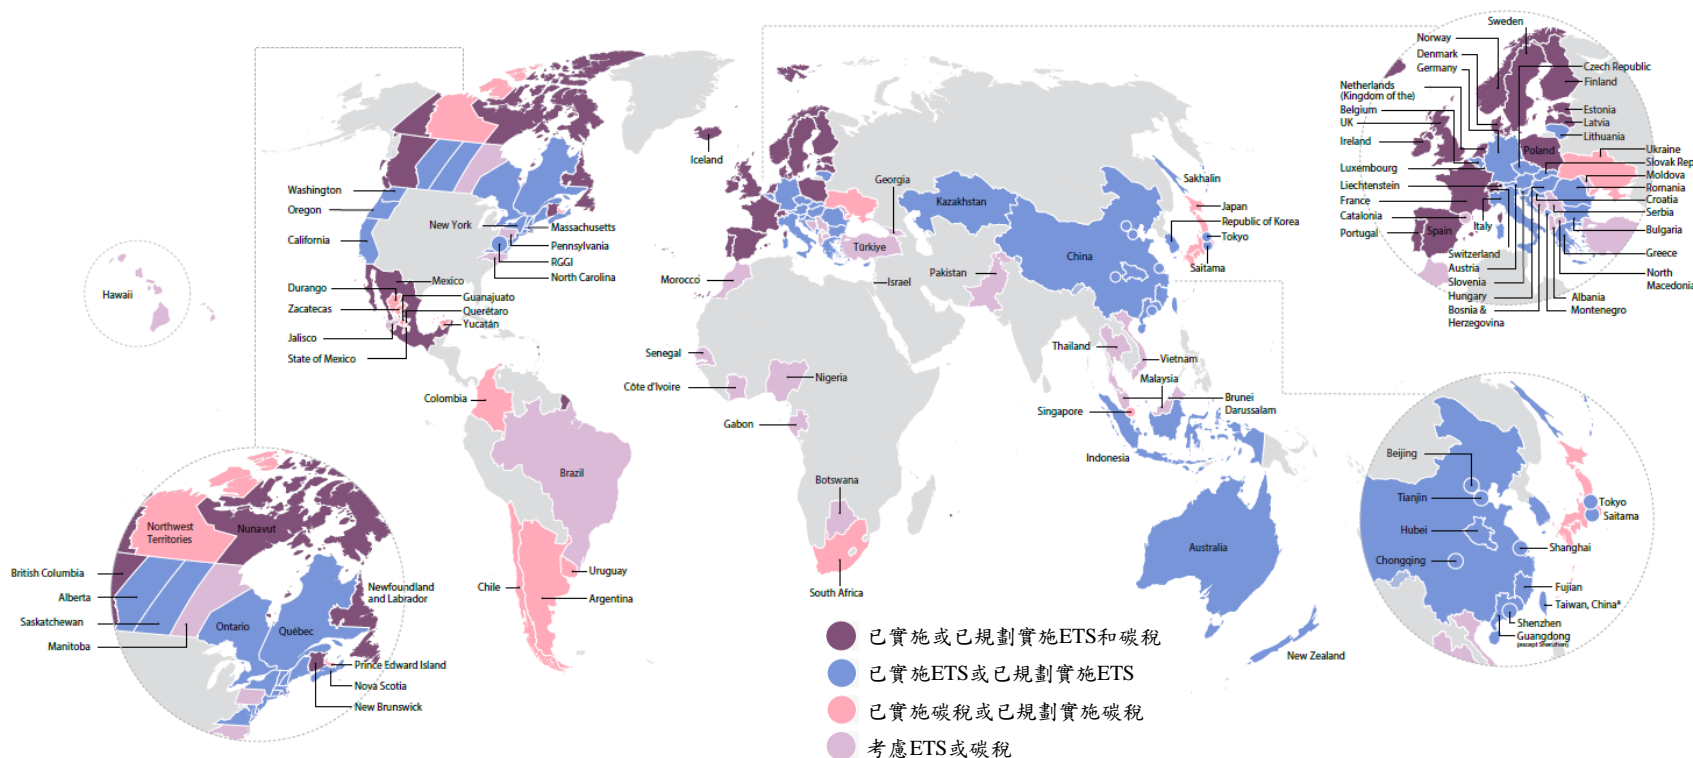 Sweden
Norway
Denmark
Germany
Czech Republic
Netherlands
(Kingdom of the)
Finland
Belgium
Estonia
UK
Latvia
Lithuania
Ireland
Poland
Ukraine
Slovak Rep
Luxembourg
Moldova
Liechtenstein
Romania
France
Croatia
Catalonia
Serbia
Portugal
Spain
Italy
Bulgaria
Switzerland
Greece
Austria
Slovenia
North
Macedonia
Hungary
Albania
Bosnia &
Herzegovina
Montenegro
Iceland
Georgia
Sakhalin
Washington
Oregon
New York
Kazakhstan
Japan
Republic of Korea
Massachusetts
California
Pennsylvania
Türkiye
China
Tokyo
RGGI
Saitama
North Carolina
Mexico
Morocco
Israel
Pakistan
Hawaii
Durango
Guanajuato
Zacatecas
Querétaro
Yucatán
Jalisco
State of Mexico
Senegal
Thailand
Vietnam
Côte d'Ivoire
Nigeria
Malaysia
Colombia
Brunei
Darussalam
Singapore
Gabon
Indonesia
Brazil
Botswana
Australia
Uruguay
Chile
Argentina
South Africa
New Zealand
Northwest
Territories
Nunavut
British Columbia
Alberta
Newfoundland
and Labrador
Saskatchewan
Ontario
Québec
Manitoba
Prince Edward Island
Nova Scotia
New Brunswick
Beijing
Tianjin
Tokyo
Saitama
Hubei
Shanghai
Chongqing
Fujian
Taiwan, China*
Shenzhen
Guangdong
(except Shenzhen)
已實施或已規劃實施ETS和碳稅
已實施ETS或已規劃實施ETS
已實施碳稅或已規劃實施碳稅
考慮ETS或碳稅